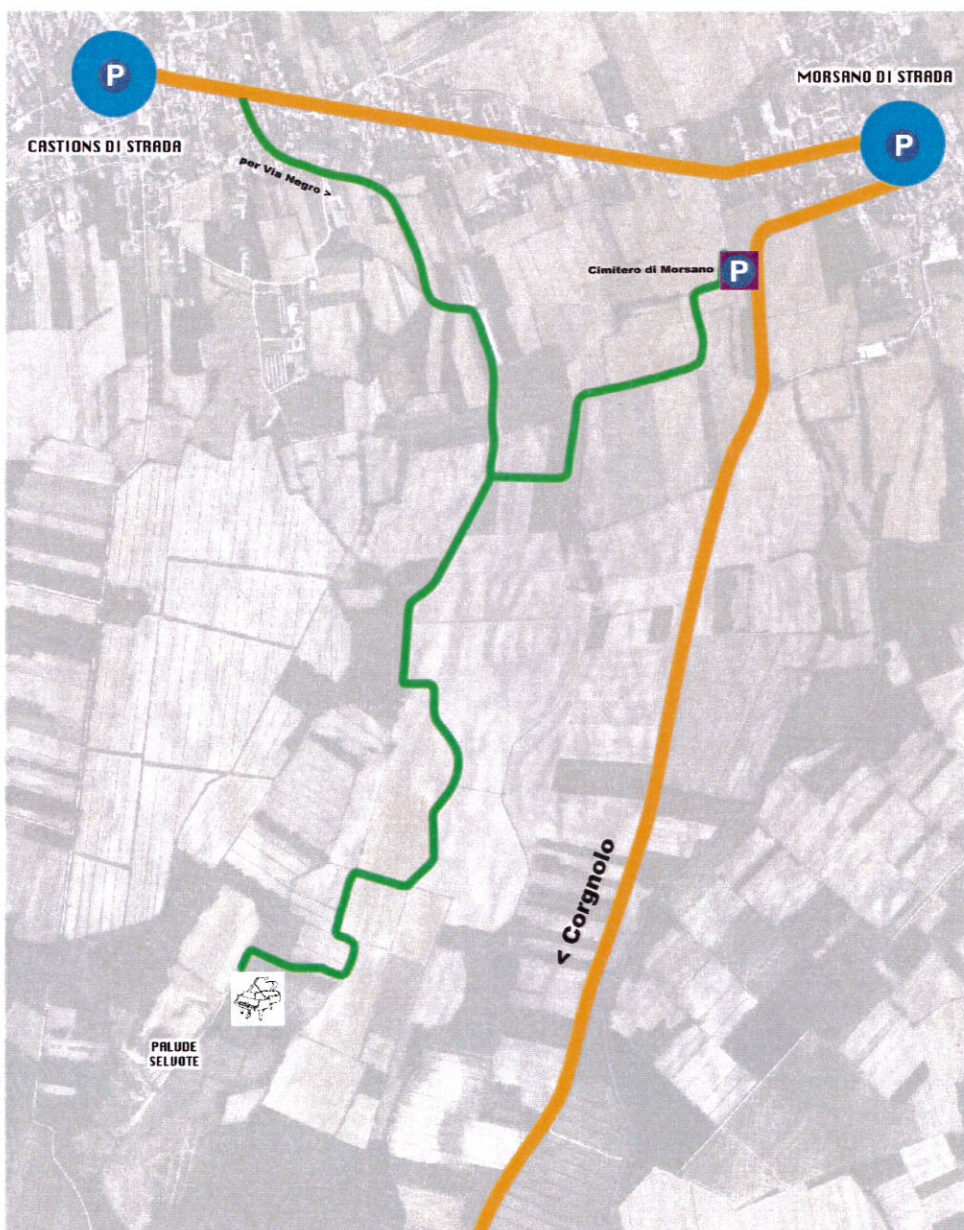 P
MORSANO DI STRADA
P
CASTIONS DI STRADA
per Via Negro >
Cimitero di Morsano
P
< Corgnolo
PALUDE
SELVOTE